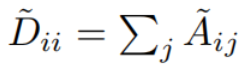 D̃ᵢᵢ = ∑ⱼ Ãᵢⱼ